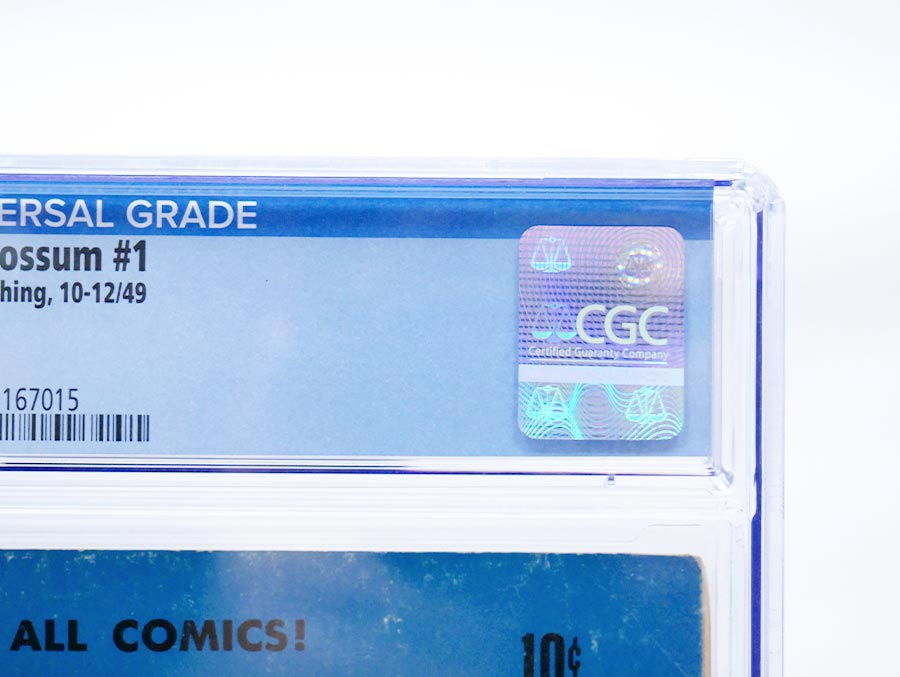 ERSAL GRADE
ossum #1
hing, 10-12/49
167015
CGC
Certified Guaranty Company
ALL COMICS!
10¢